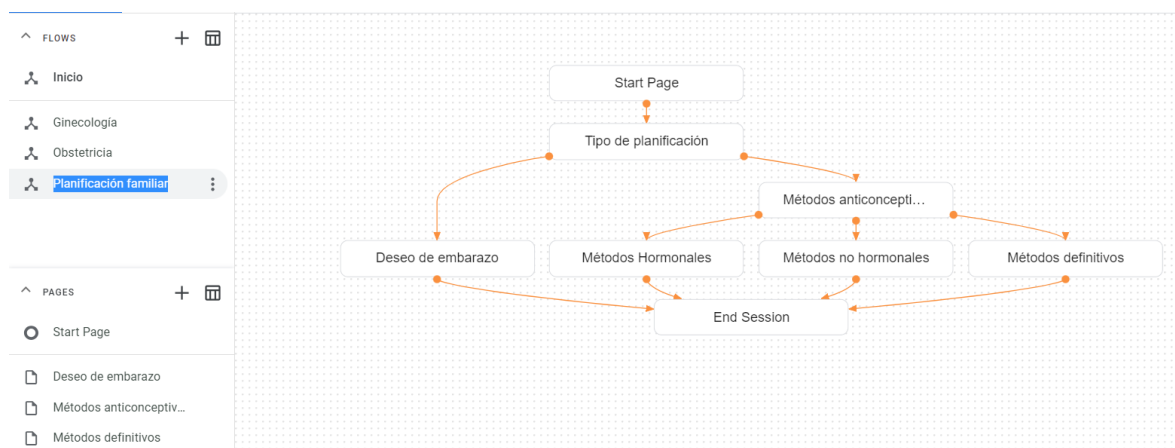 FLOWS
Inicio
Ginecología
Obstetricia
Planificación familiar
PAGES
Start Page
Deseo de embarazo
Métodos anticonceptiv...
Métodos definitivos
Start Page
Tipo de planificación
Métodos anticoncepti...
Deseo de embarazo
Métodos Hormonales
Métodos no hormonales
Métodos definitivos
End Session